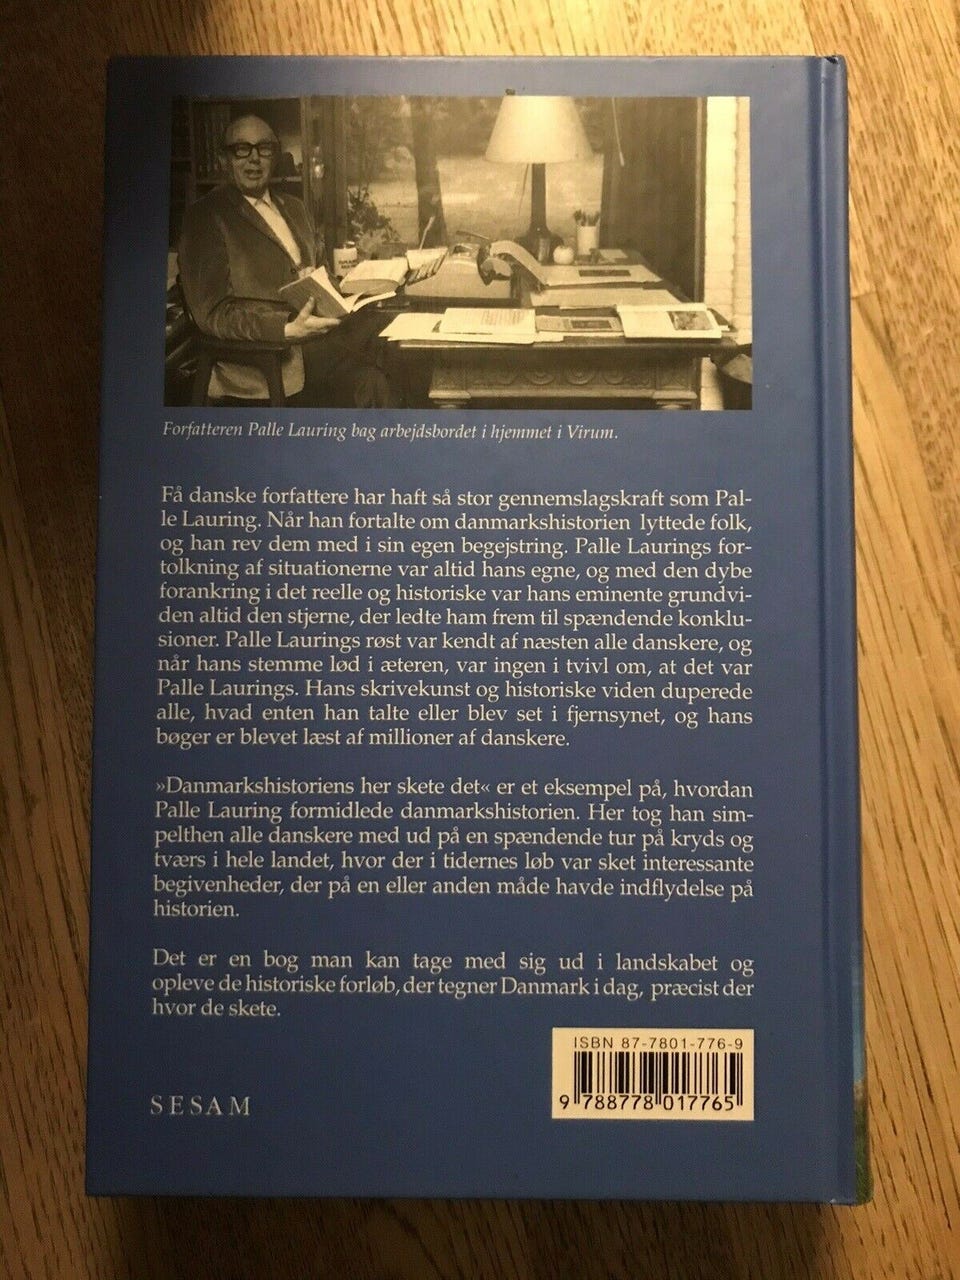 Forfatteren Palle Lauring bag arbejdsbordet i hjemmet i Virum.
Få danske forfattere har haft så stor gennemslagskraft som Pal-
le Lauring. Når han fortalte om danmarkshistorien lyttede folk,
og han rev dem med i sin egen begejstring. Palle Laurings for-
tolkning af situationerne var altid hans egne, og med den dybe
forankring i det reelle og historiske var hans eminente grundvi-
den altid den stjerne, der ledte ham frem til spændende konklu-
sioner. Palle Laurings røst var kendt af næsten alle danskere, og
når hans stemme lød i æteren, var ingen i tvivl om, at det var
Palle Laurings. Hans skrivekunst og historiske viden duperede
alle, hvad enten han talte eller blev set i fjernsynet, og hans
bøger er blevet læst af millioner af danskere.
»Danmarkshistoriens her skete det« er et eksempel på, hvordan
Palle Lauring formidlede danmarkshistorien. Her tog han sim-
pelthen alle danskere med ud på en spændende tur på kryds og
tværs i hele landet, hvor der i tidernes løb var sket interessante
begivenheder, der på en eller anden måde havde indflydelse på
historien.
Det er en bog man kan tage med sig ud i landskabet og
opleve de historiske forløb, der tegner Danmark i dag, præcist der
hvor de skete.
ISBN 87-7801-776-9
9 788778 017765
SESAM